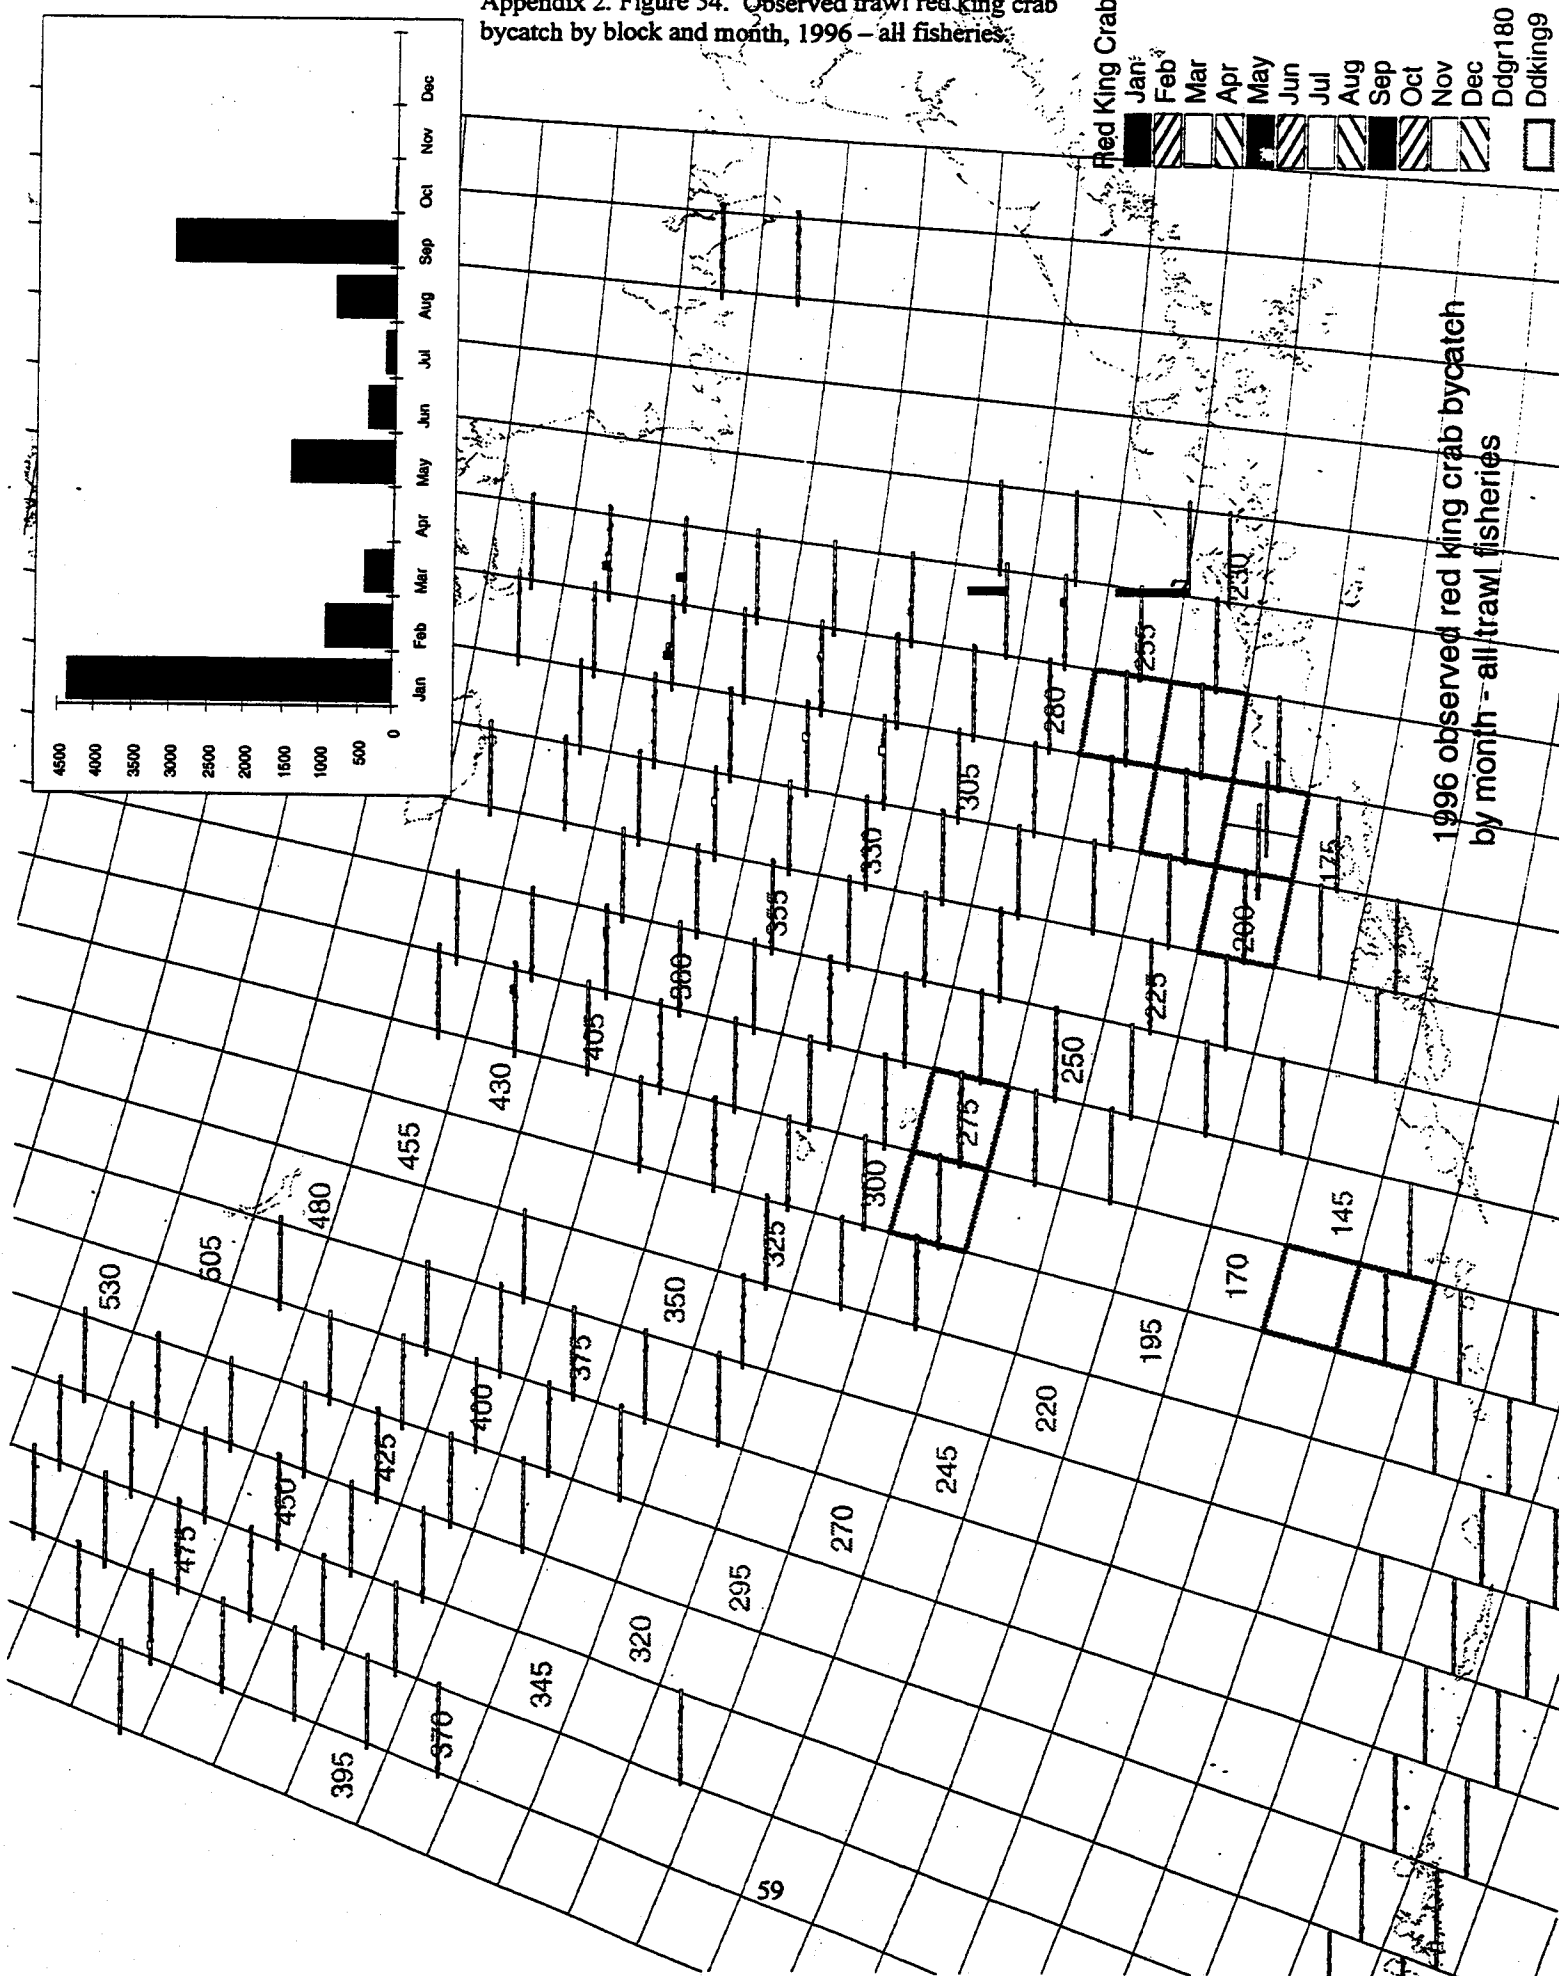 Appendix 2. Figure 54. Observed trawl red king crab
bycatch by block and month, 1996 – all fisheries.
4500
4000
3500
3000
2500
2000
1500
1000
500
0
Jan
Feb
Mar
Apr
May
Jun
Jul
Aug
Sep
Oct
Nov
Dec
Red King Crab
Jan
Feb
Mar
Apr
May
Jun
Jul
Aug
Sep
Oct
Nov
Dec
Ddgr180
Ddking9
530
505
480
455
430
405
380
355
330
305
280
255
230
475
450
425
400
375
350
325
300
275
250
225
200
175
395
370
345
320
295
270
245
220
195
170
145
1996 observed red king crab bycatch
by month - all trawl fisheries
59